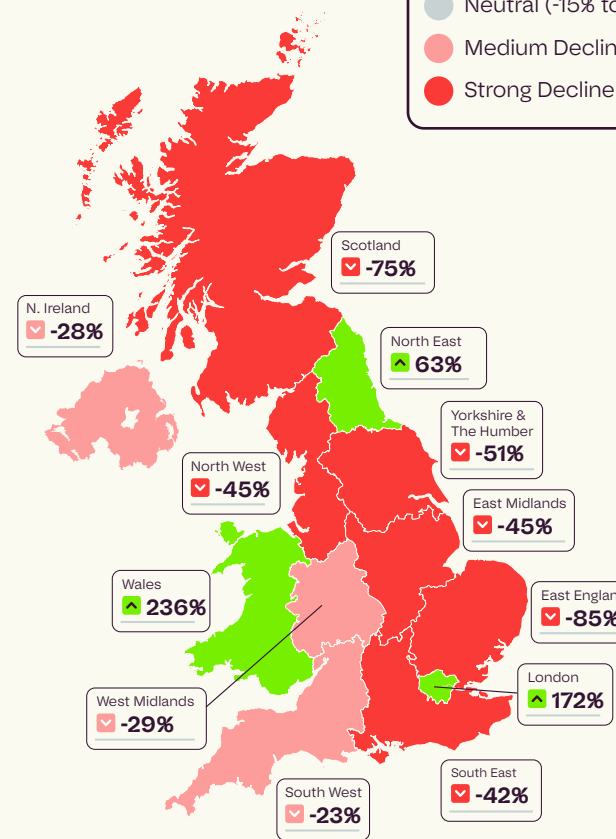 Neutral (-15% to
Medium Declin
Strong Decline
Scotland
-75%
N. Ireland
-28%
North East
63%
Yorkshire &
The Humber
-51%
North West
-45%
East Midlands
-45%
Wales
236%
East Englan
-85%
London
172%
West Midlands
-29%
South East
-42%
South West
-23%